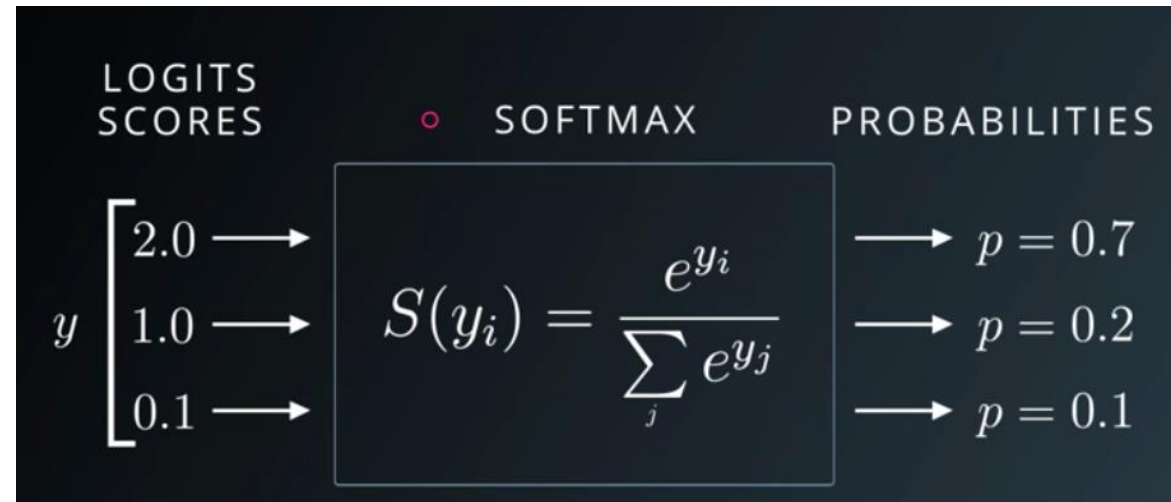 LOGITS
SCORES
SOFTMAX
PROBABILITIES
y
2.0
1.0
0.1
S(y_i) = \frac{e^{y_i}}{\sum_j e^{y_j}}
p = 0.7
p = 0.2
p = 0.1